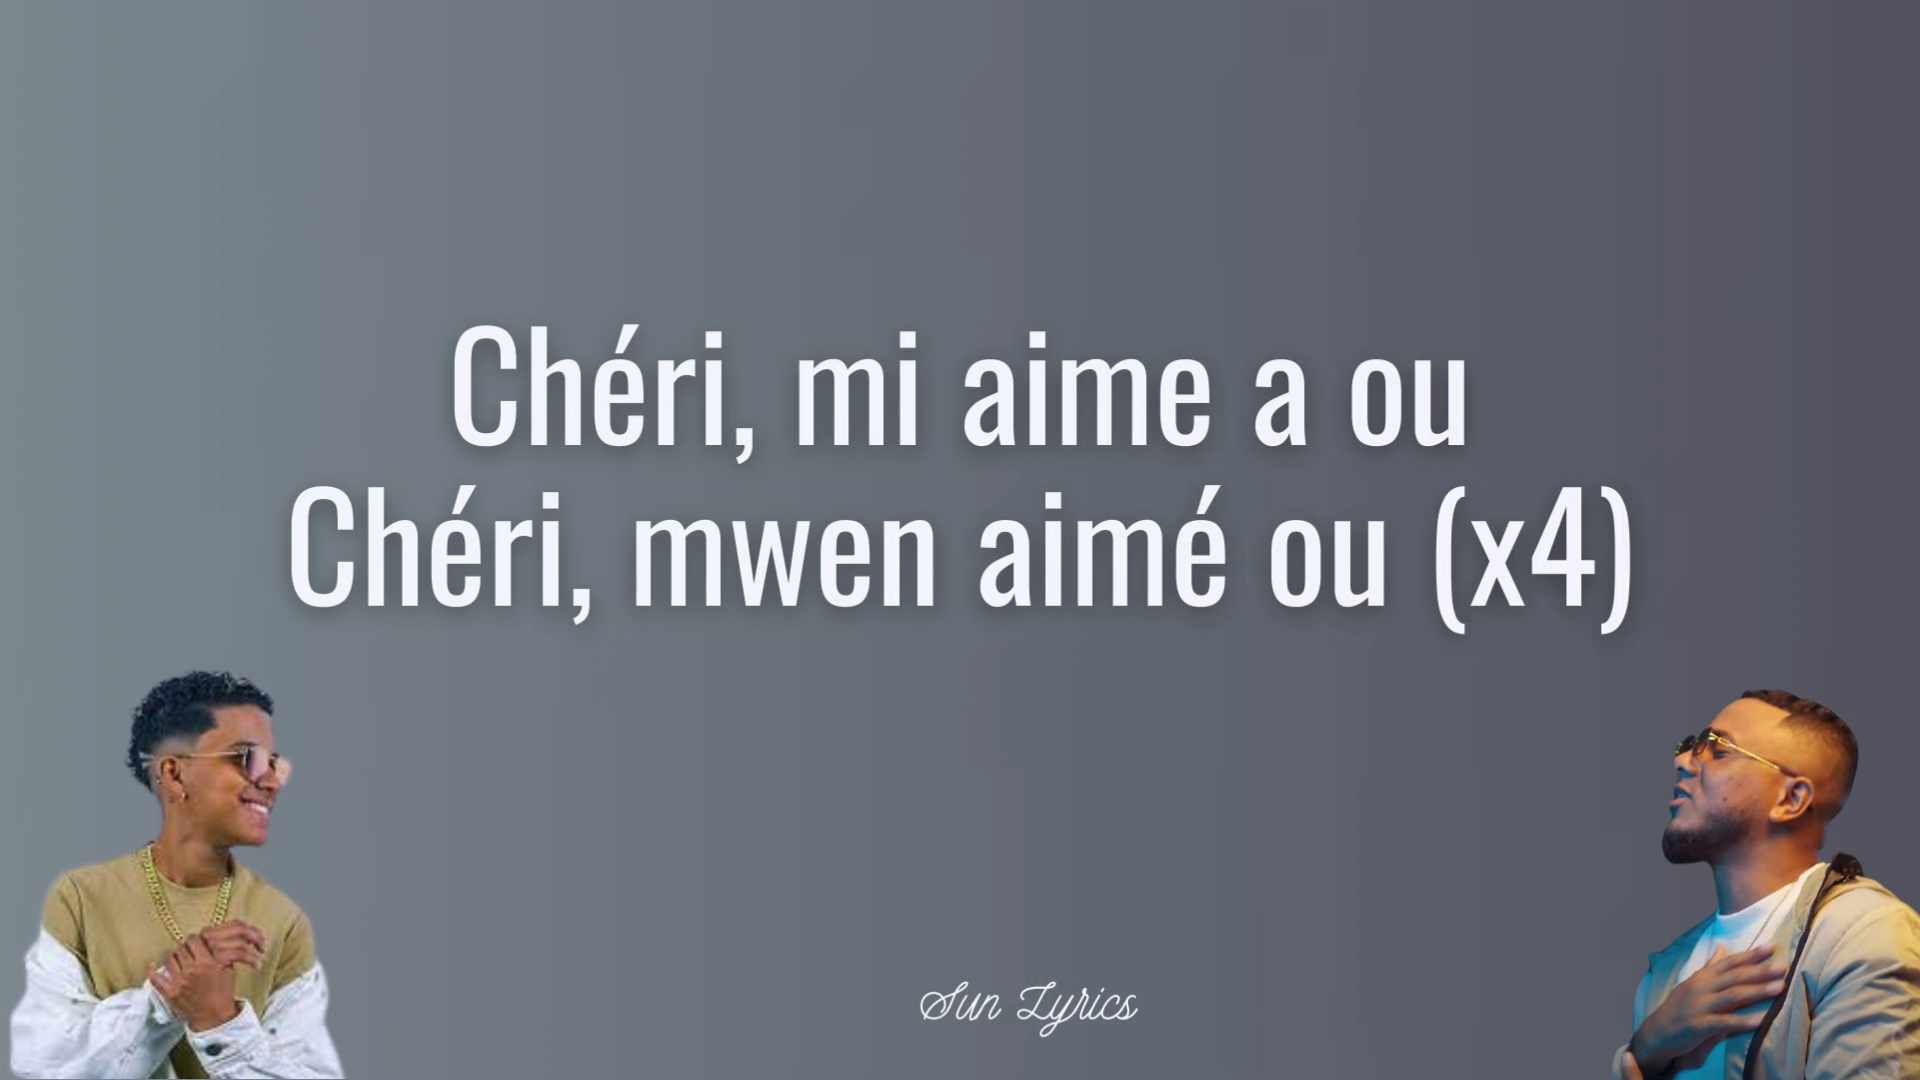 Chéri, mi aime a ou
Chéri, mwen aimé ou (x4)
Sun Lyrics